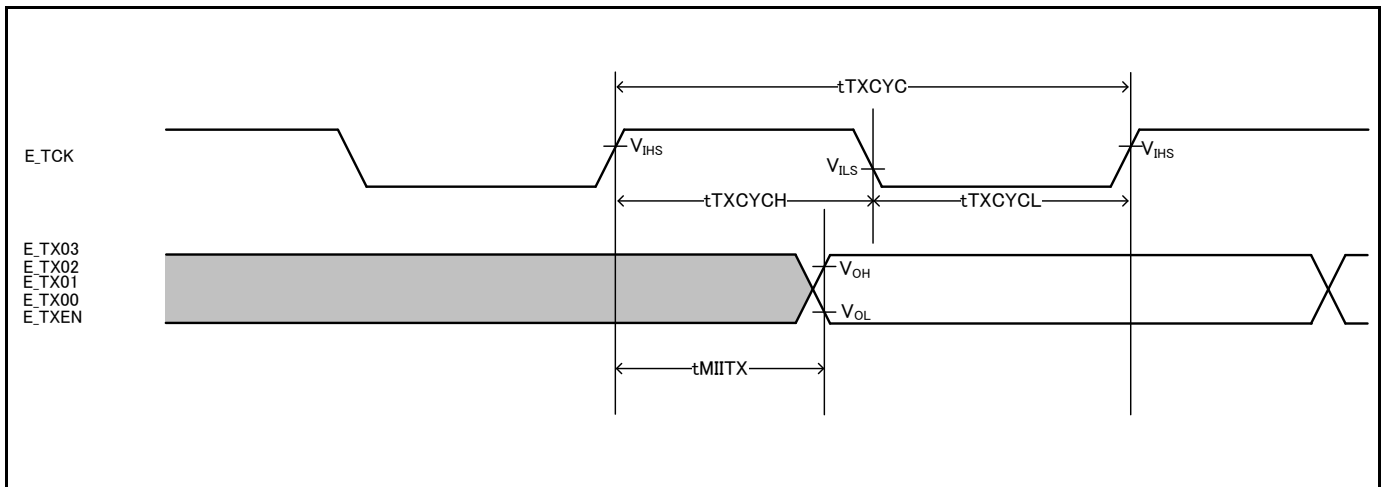 tTXCYC
E_TCK
VIHS
VILS
VIHS
tTXCYCH
tTXCYCL
E_TX03
E_TX02
E_TX01
E_TX00
E_TXEN
VOH
VOL
tMIITX